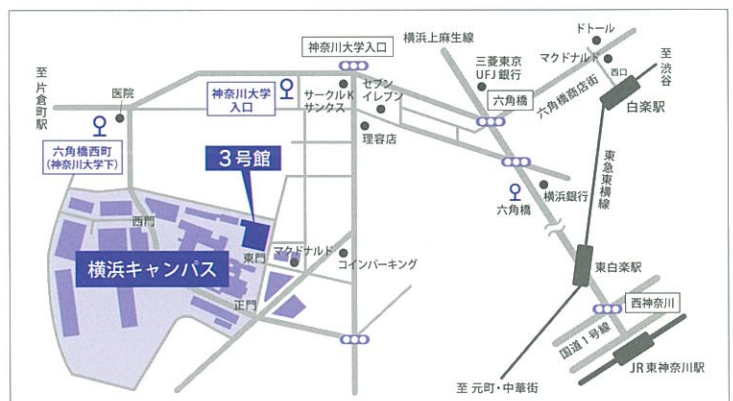 ドトール
神奈川大学入口
横浜上麻生線
マクドナルド
至
渋谷
三菱東京
UFJ銀行
西口
至
片倉町駅
医院
神奈川大学
入口
サークルK
サンクス
セブン
イレブン
六角橋
六角橋商店街
白楽駅
六角橋西町
(神奈川大学下)
理容店
3号館
東急東横線
横浜銀行
六角橋
西門
東門
マクドナルド
コインパーキング
横浜キャンパス
東白楽駅
正門
西神奈川
国道1号線
JR東神奈川駅
至 元町・中華街